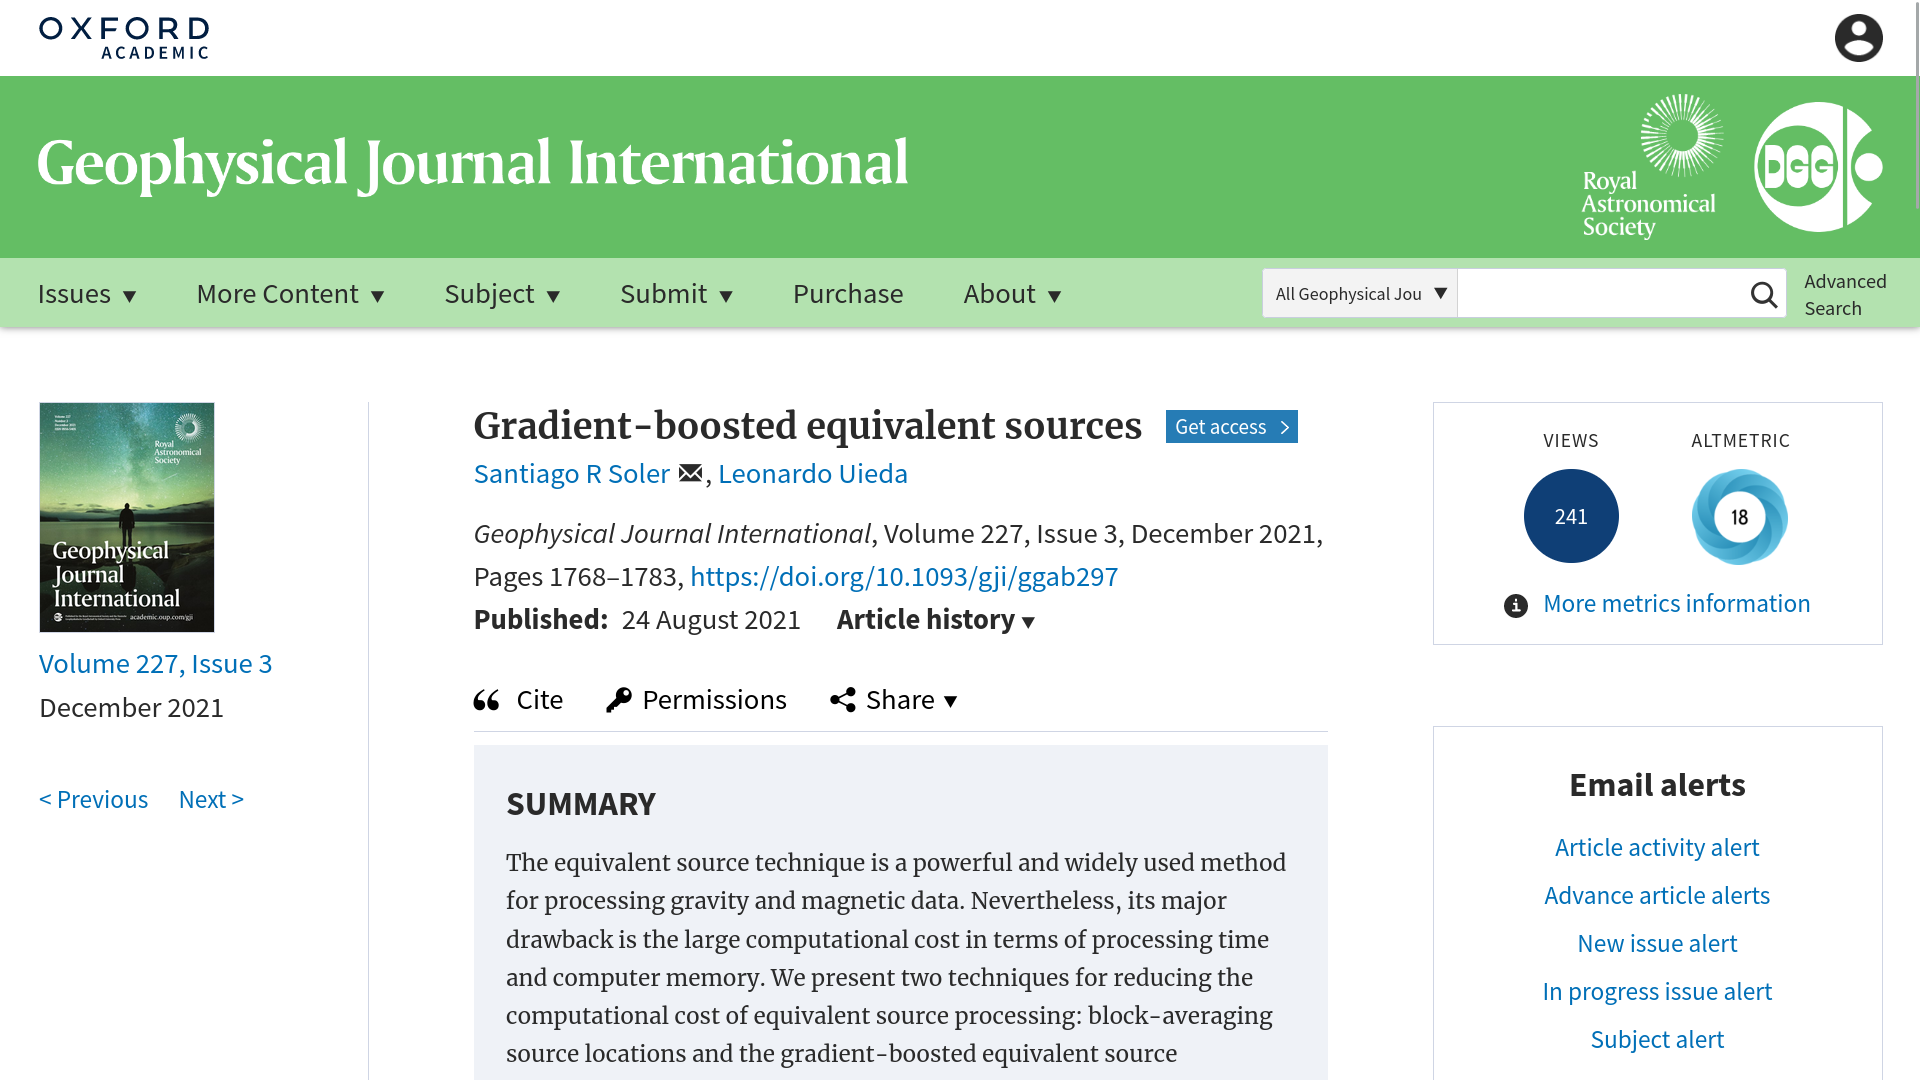 OXFORD
ACADEMIC
Geophysical Journal International
Royal
Astronomical
Society
DGG
Issues ▼
More Content ▼
Subject ▼
Submit ▼
Purchase
About ▼
All Geophysical Jou ▼
Advanced
Search
Royal
Astronomical
Society
Geophysical
Journal
International
academic.oup.com/gji
Volume 227, Issue 3
December 2021
< Previous Next >
Gradient-boosted equivalent sources Get access >
Santiago R Soler , Leonardo Uieda
Geophysical Journal International, Volume 227, Issue 3, December 2021,
Pages 1768–1783, https://doi.org/10.1093/gji/ggab297
Published: 24 August 2021 Article history ▼
Cite Permissions Share ▼
SUMMARY
The equivalent source technique is a powerful and widely used method
for processing gravity and magnetic data. Nevertheless, its major
drawback is the large computational cost in terms of processing time
and computer memory. We present two techniques for reducing the
computational cost of equivalent source processing: block-averaging
source locations and the gradient-boosted equivalent source
VIEWS
241
ALTMETRIC
18
More metrics information
Email alerts
Article activity alert
Advance article alerts
New issue alert
In progress issue alert
Subject alert